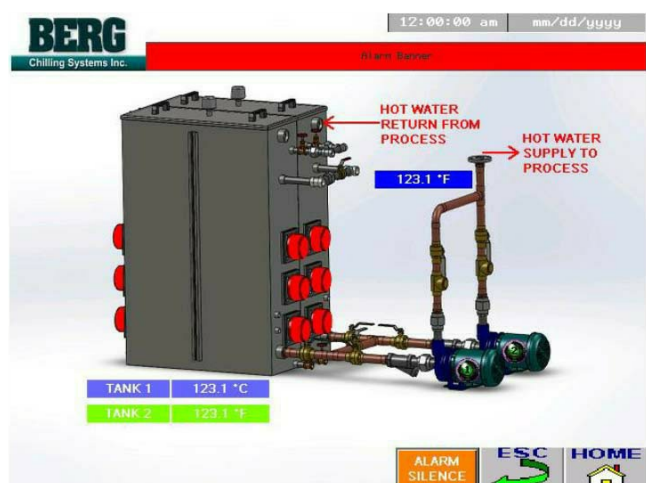 12:00:00 am mm/dd/yyyy
BERG
Chilling Systems Inc.
Alarm Banner
HOT WATER
RETURN FROM
PROCESS
HOT WATER
SUPPLY TO
PROCESS
123.1 °F
TANK 1 123.1 °C
TANK 2 123.1 °F
ALARM
SILENCE
ESC
HOME